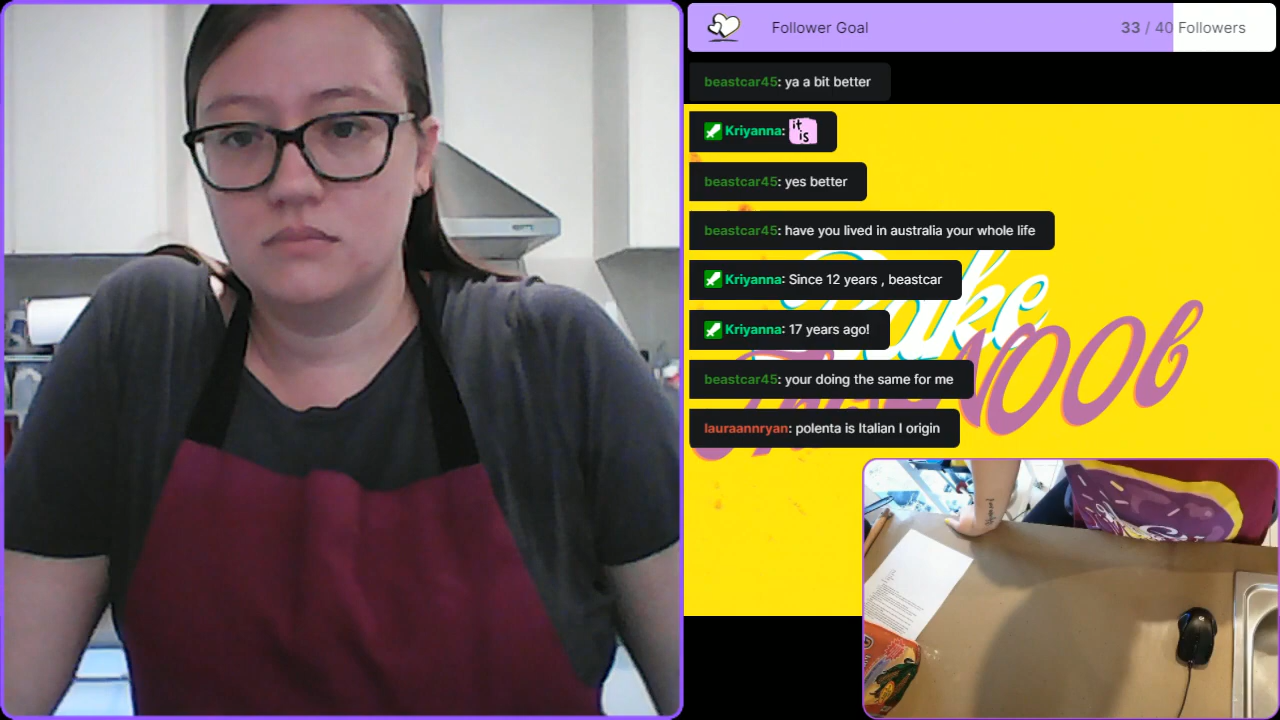 Follower Goal
33 / 40 Followers
beastcar45: ya a bit better
Kriyanna: it is
beastcar45: yes better
beastcar45: have you lived in australia your whole life
Kriyanna: Since 12 years , beastcar
Kriyanna: 17 years ago!
beastcar45: your doing the same for me
lauraannryan: polenta is Italian I origin
Bake
NOOb